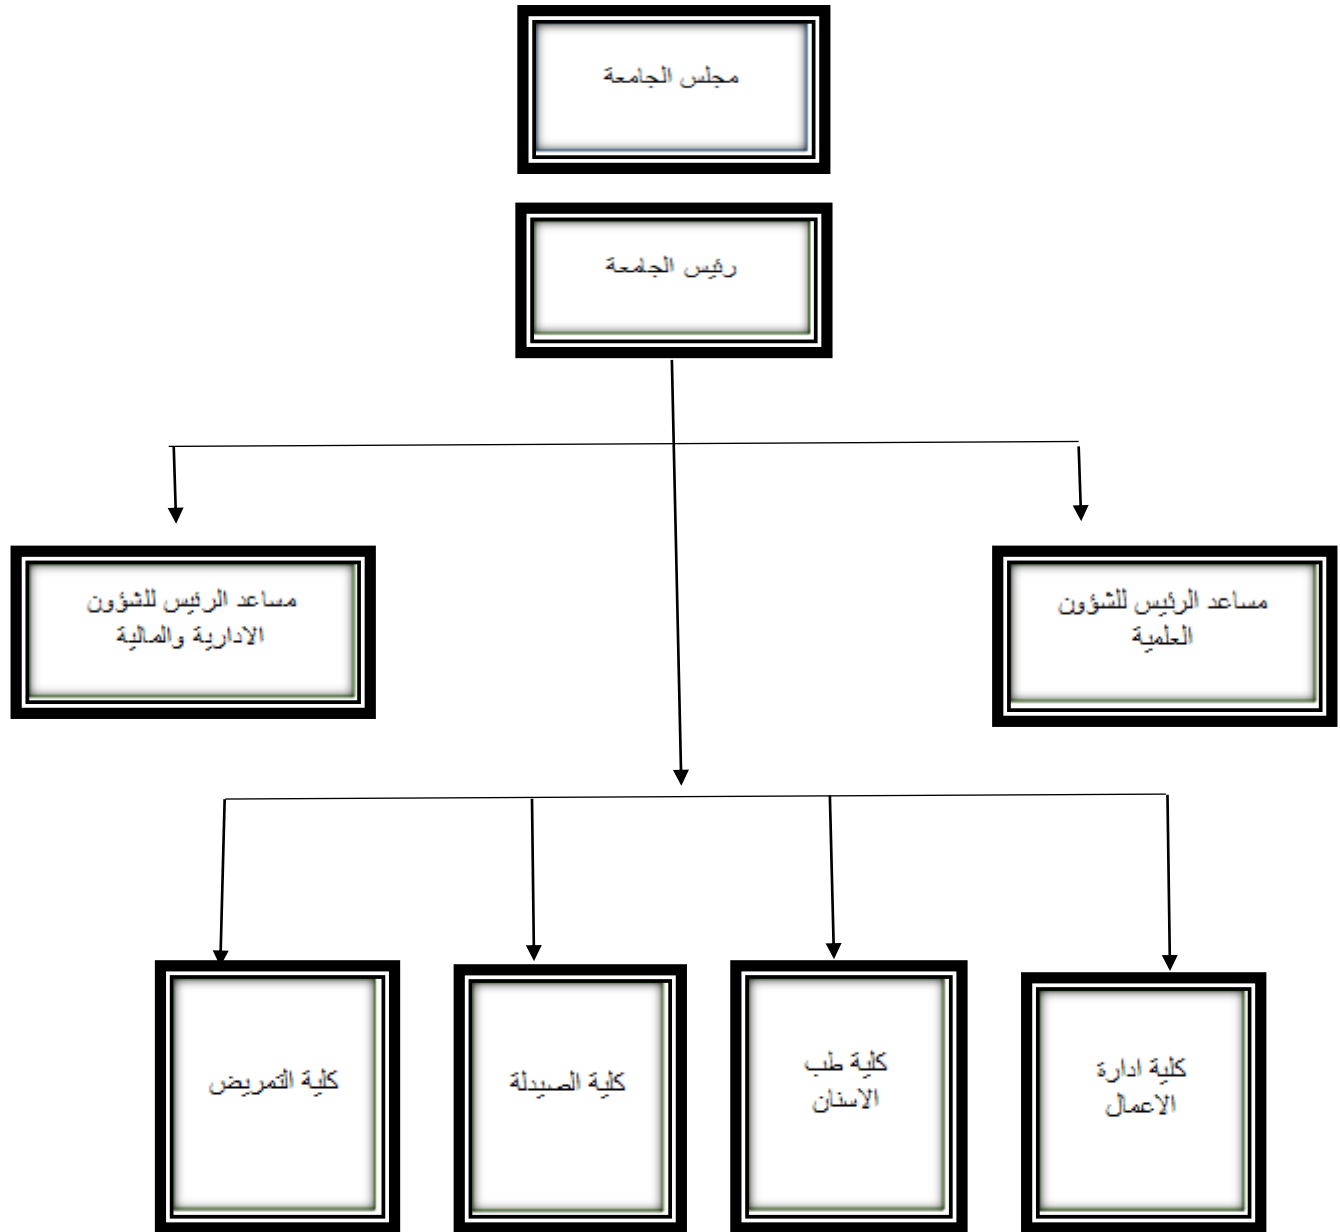 مجلس الجامعة
رئيس الجامعة
مساعد الرئيس للشؤون
العلمية
مساعد الرئيس للشؤون
الادارية والمالية
كلية ادارة
الاعمال
كلية طب
الاسنان
كلية الصيدلة
كلية التمريض